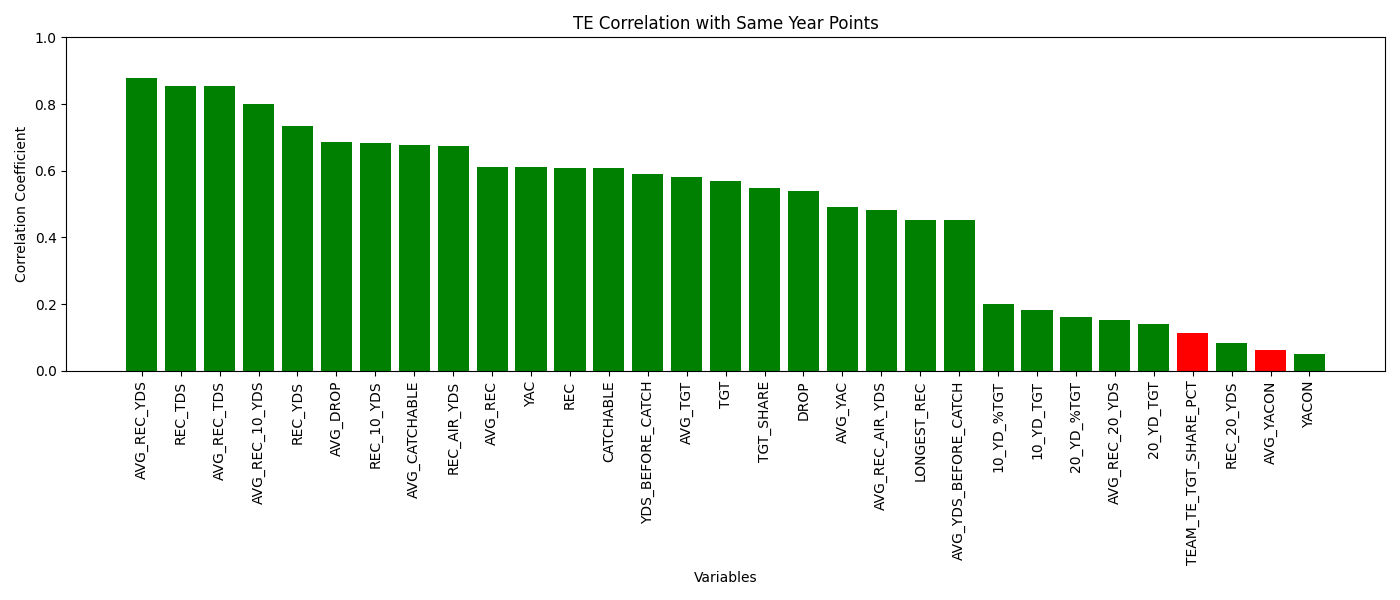 TE Correlation with Same Year Points
1.0
0.8
0.6
0.4
0.2
0.0
Correlation Coefficient
AVG_REC_YDS
REC_TDS
AVG_REC_TDS
AVG_REC_10_YDS
REC_YDS
AVG_DROP
REC_10_YDS
AVG_CATCHABLE
REC_AIR_YDS
AVG_REC
YAC
REC
CATCHABLE
YDS_BEFORE_CATCH
AVG_TGT
TGT
TGT_SHARE
DROP
AVG_YAC
AVG_REC_AIR_YDS
LONGEST_REC
AVG_YDS_BEFORE_CATCH
10_YD_%TGT
10_YD_TGT
20_YD_%TGT
AVG_REC_20_YDS
20_YD_TGT
TEAM_TE_TGT_SHARE_PCT
REC_20_YDS
AVG_YACON
YACON
Variables